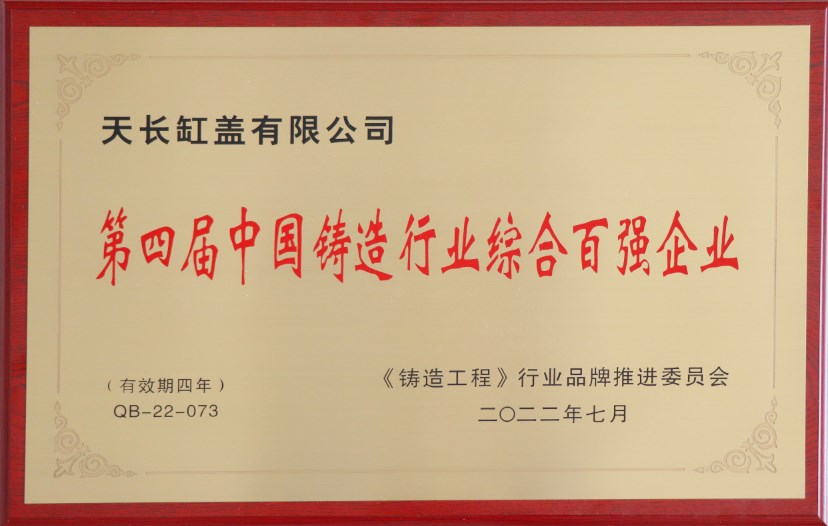 天长缸盖有限公司
第四届中国铸造行业综合百强企业
（有效期四年）
QB-22-073
《铸造工程》行业品牌推进委员会
二〇二二年七月